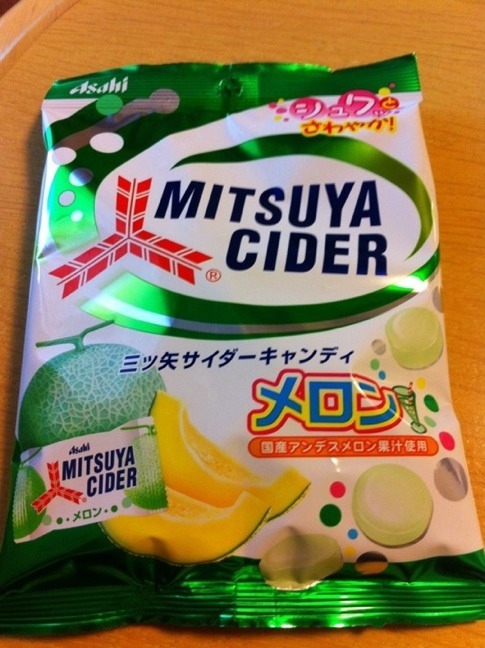 Asahi
シュワッと
さわやか!
MITSUYA
CIDER
®
三ツ矢サイダーキャンディ
メロン
国産アンデスメロン果汁使用
Asahi
MITSUYA
CIDER
メロン